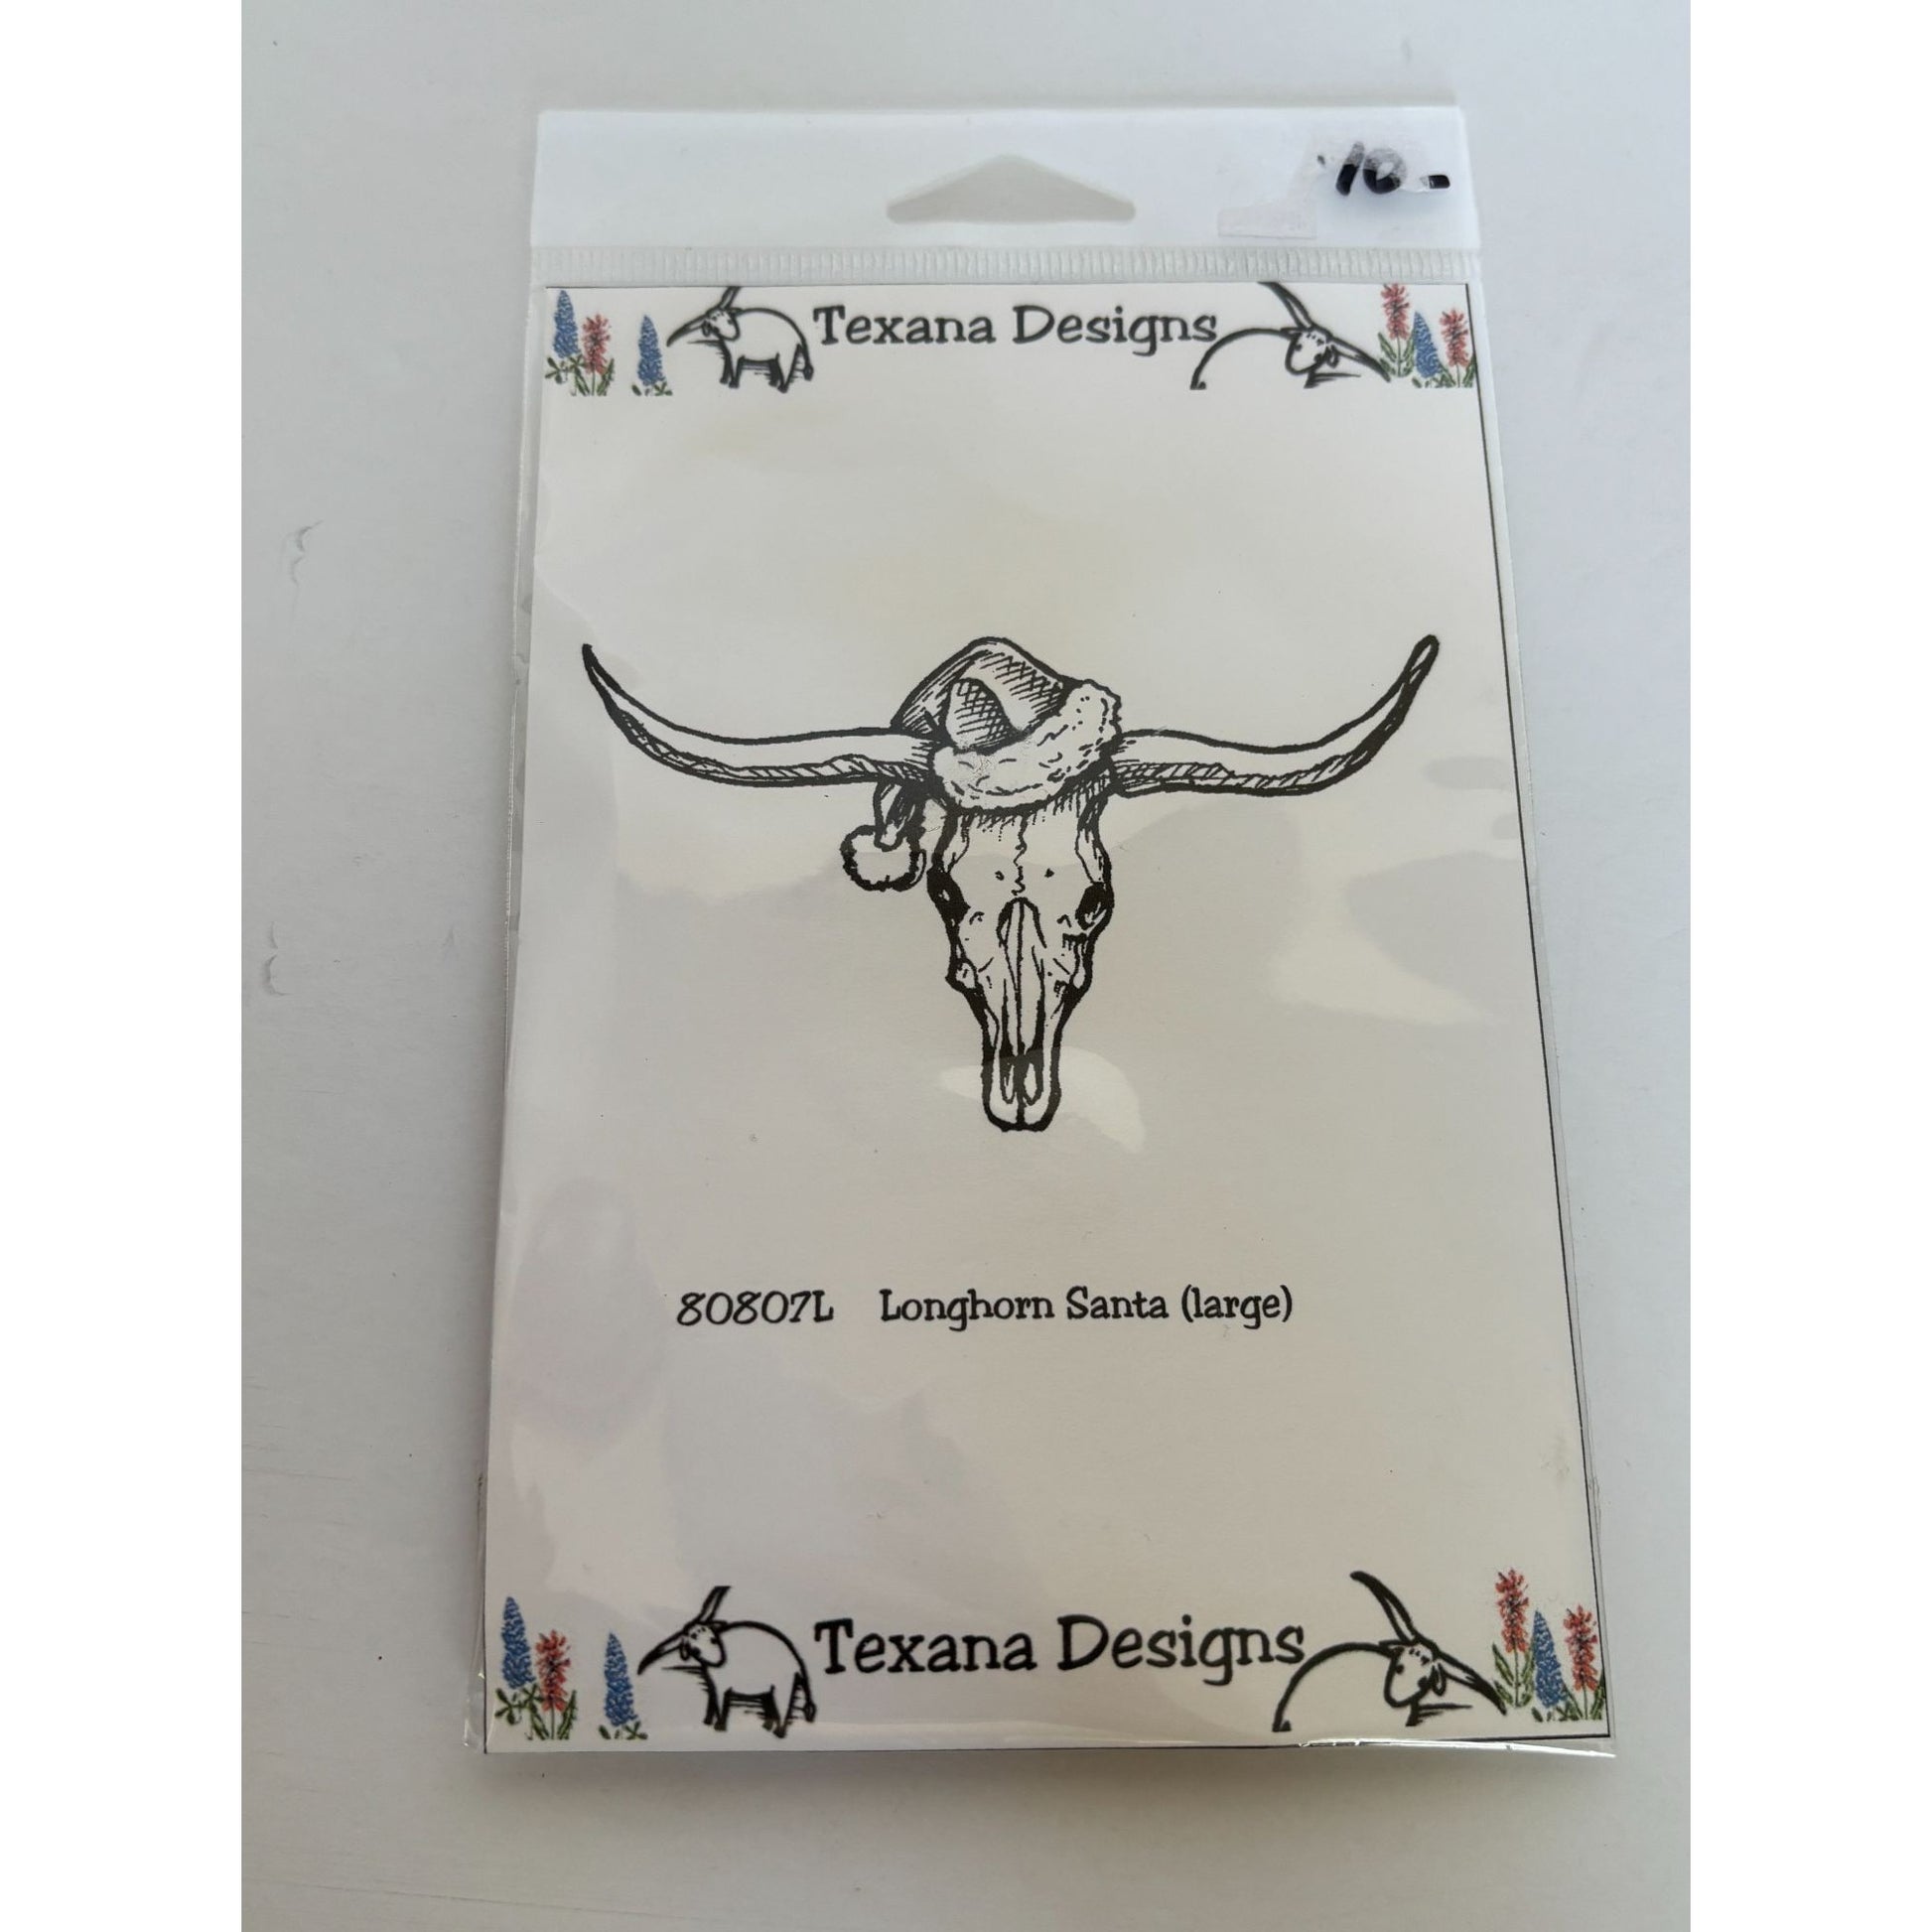 10-
Texana Designs
80807L Longhorn Santa (large)
Texana Designs